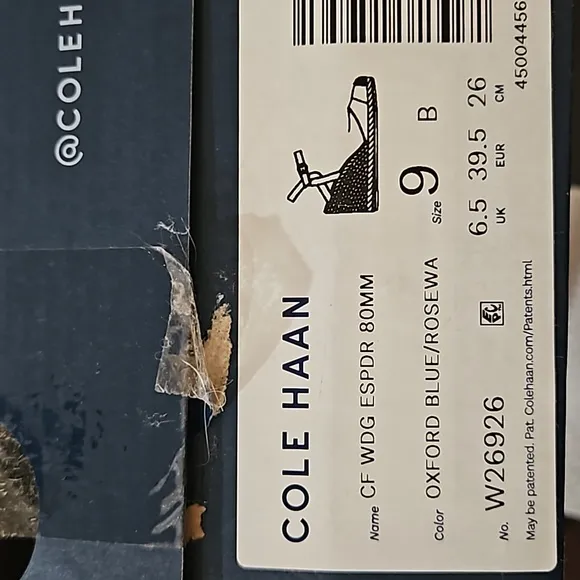 @COLEH
COLE HAAN
Name CF WDG ESPDR 80MM
Color OXFORD BLUE/ROSEWA
Size 9 B
6.5 39.5 26
UK EUR CM
No. W26926
May be patented. Pat. Colehaan.com/Patents.html
45004456